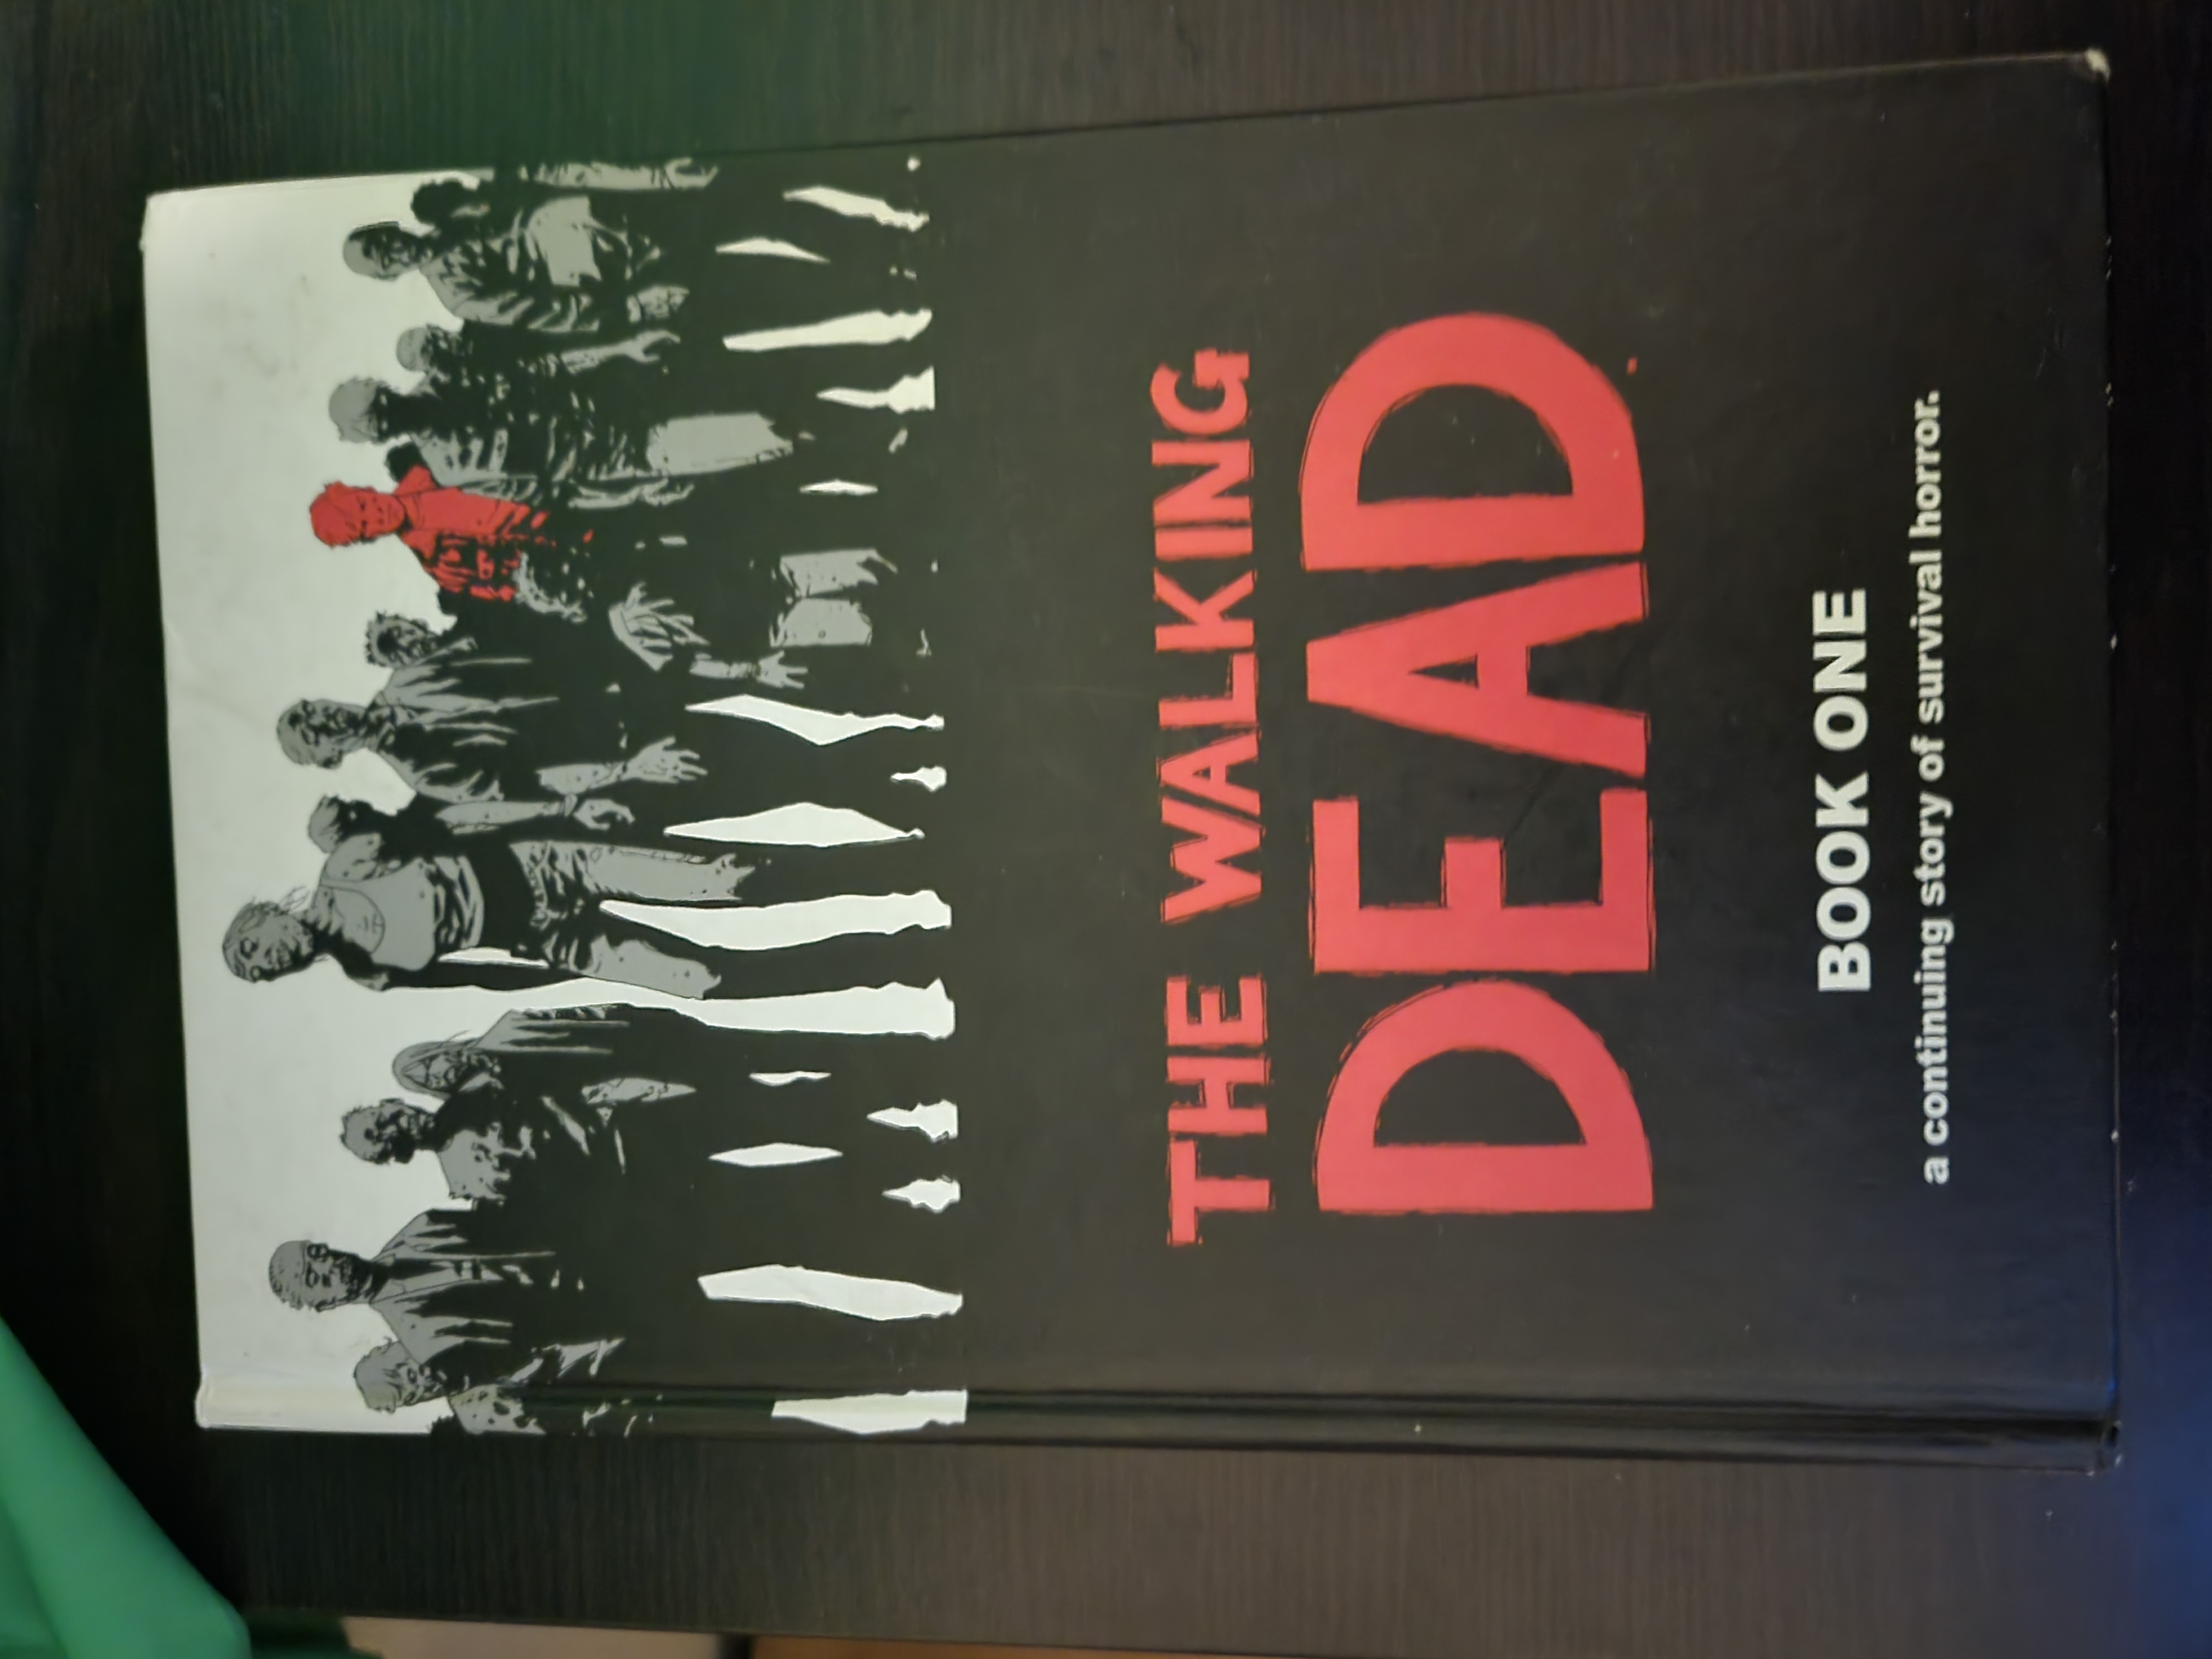 THE WALKING
DEAD
BOOK ONE
a continuing story of survival horror.